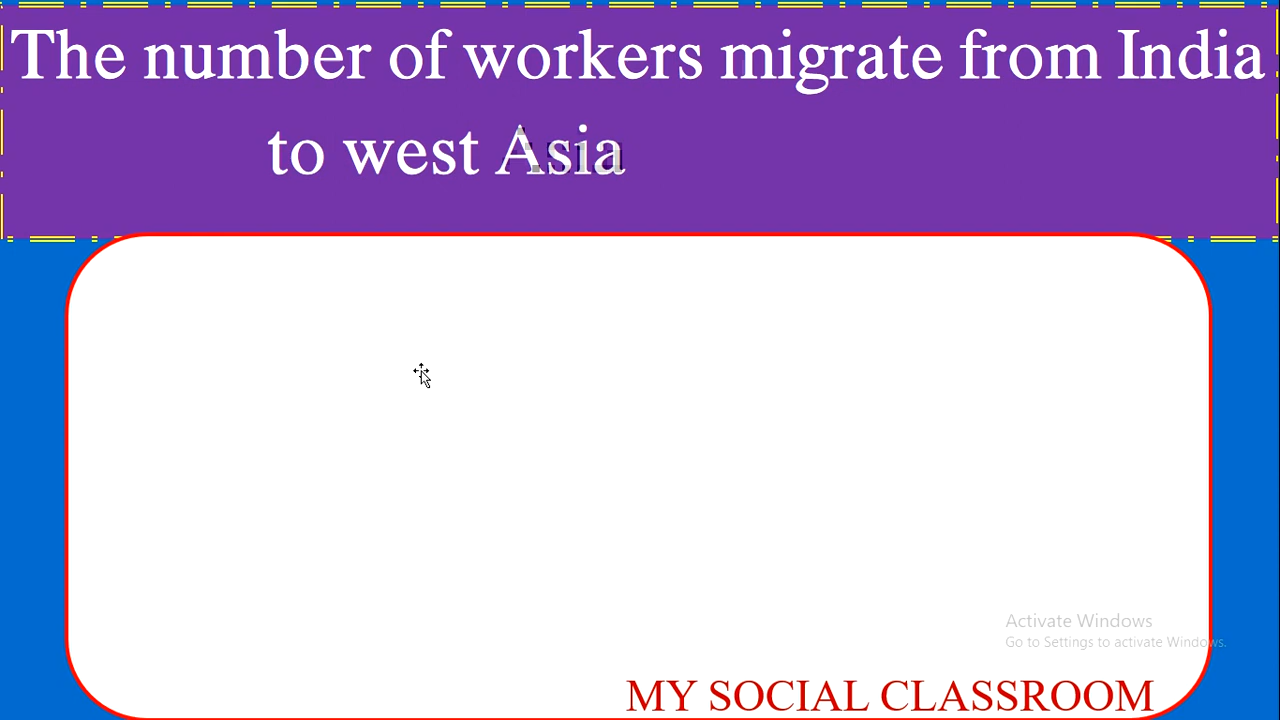 The number of workers migrate from India
to west Asia
Activate Windows
Go to Settings to activate Windows.
MY SOCIAL CLASSROOM